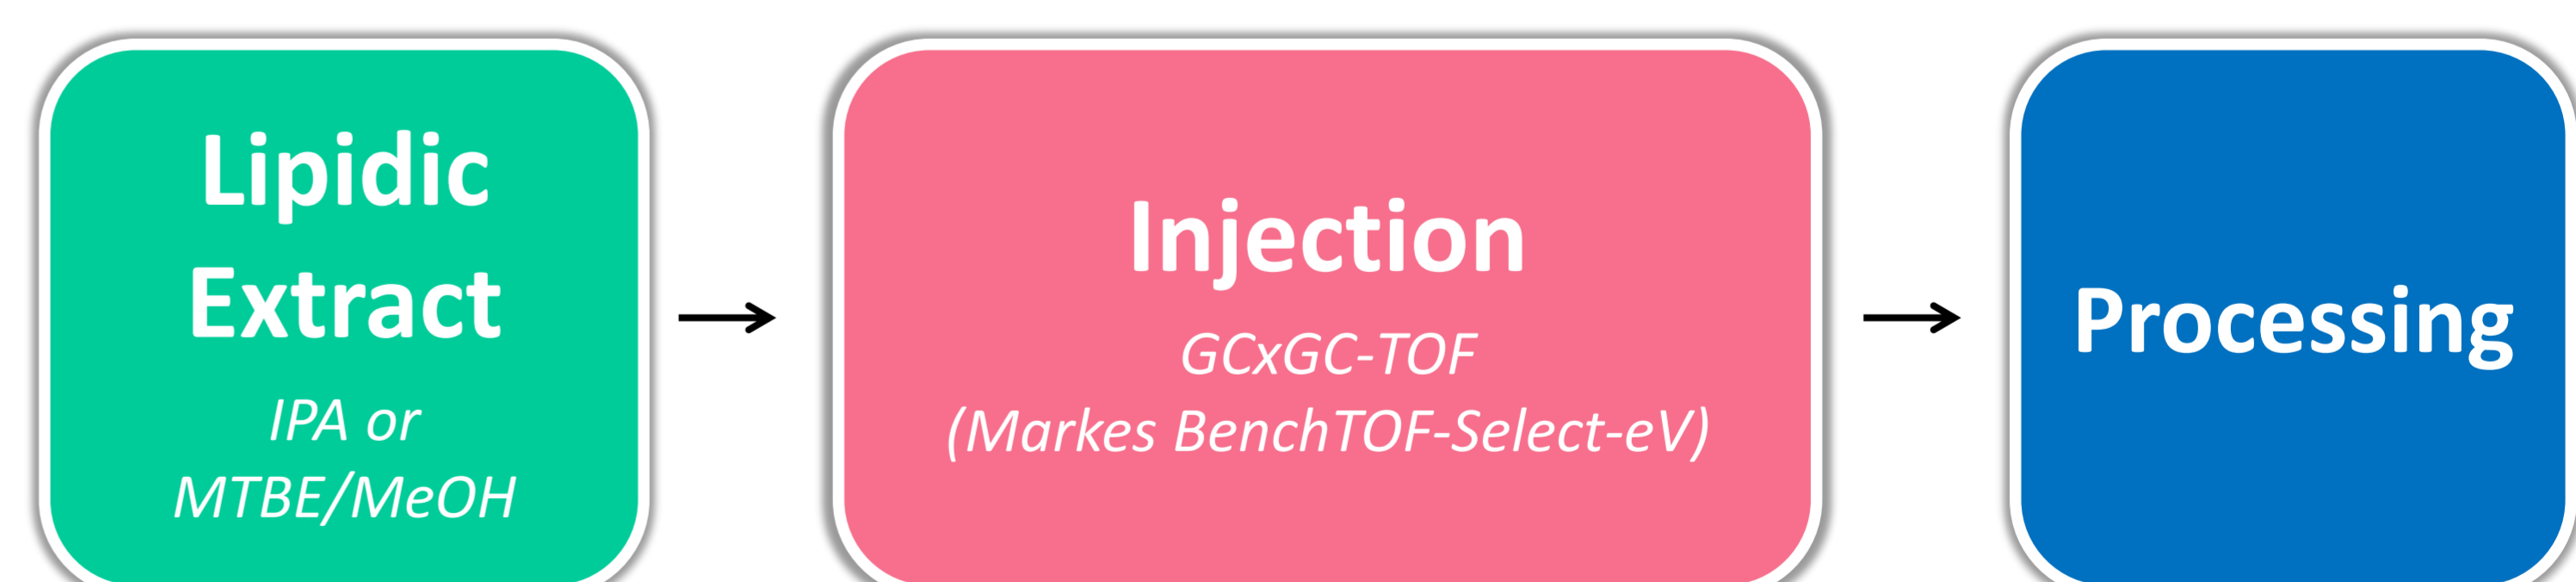 Lipidic
Extract
IPA or
MTBE/MeOH
Injection
GCxGC-TOF
(Markes BenchTOF-Select-eV)
Processing